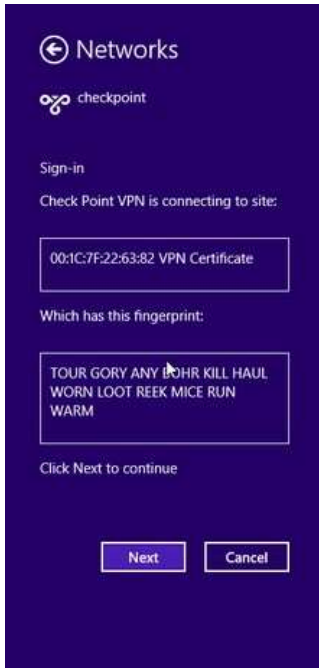 Networks
checkpoint
Sign-in
Check Point VPN is connecting to site:
00:1C:7F:22:63:82 VPN Certificate
Which has this fingerprint:
TOUR GORY ANY BOHR KILL HAUL
WORN LOOT REEK MICE RUN
WARM
Click Next to continue
Next
Cancel